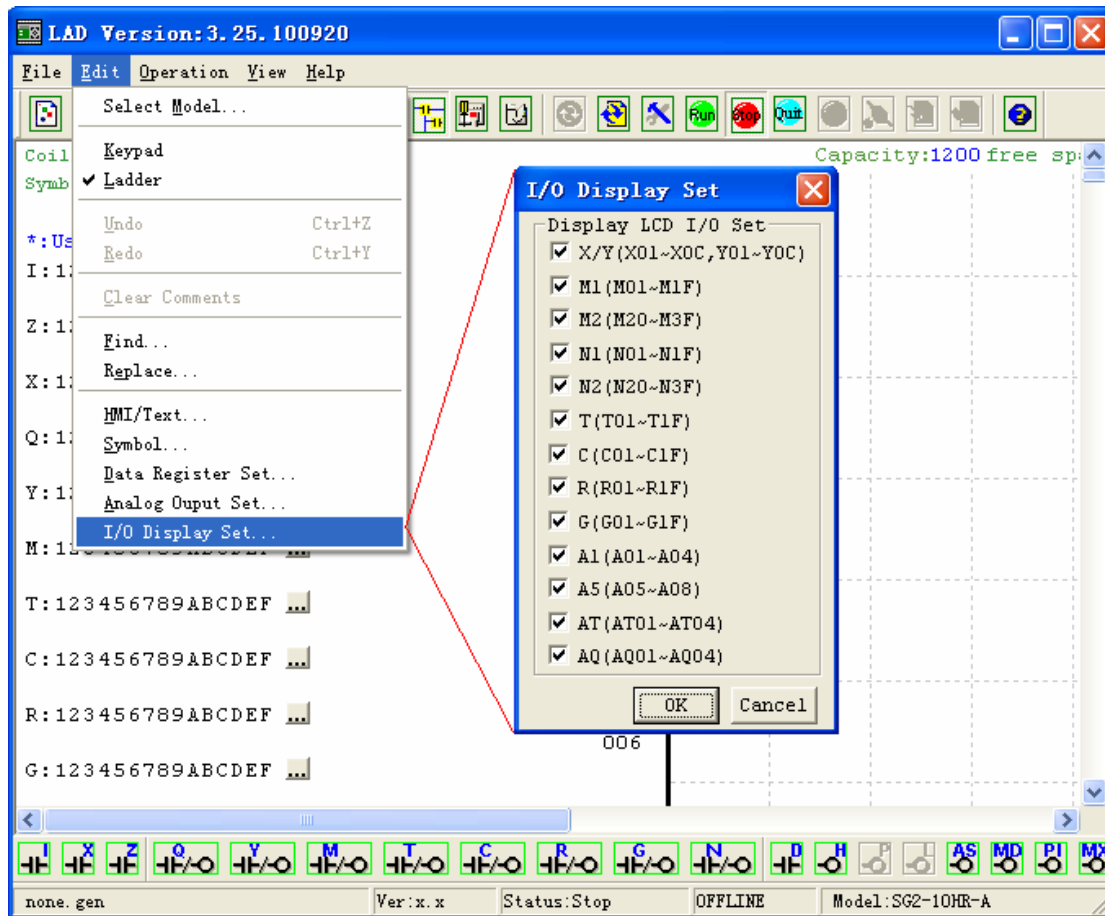 LAD Version:3.25.100920
File Edit Operation View Help
Select Model...
Keypad
Ladder
Undo Ctrl+Z
Redo Ctrl+Y
Clear Comments
Find...
Replace...
HMI/Text...
Symbol...
Data Register Set...
Analog Ouput Set...
I/O Display Set...
Run Stop Quit
Coil
Symb
Capacity:1200 free sp
*:Us
I:1
Z:1
X:1
Q:1
Y:1
M:123456789ABCDEF ...
T:123456789ABCDEF ...
C:123456789ABCDEF ...
R:123456789ABCDEF ...
G:123456789ABCDEF ...
I/O Display Set
Display LCD I/O Set
X/Y(X01~X0C,Y01~Y0C)
M1(M01~M1F)
M2(M20~M3F)
N1(N01~N1F)
N2(N20~N3F)
T(T01~T1F)
C(C01~C1F)
R(R01~R1F)
G(G01~G1F)
A1(A01~A04)
A5(A05~A08)
AT(AT01~AT04)
AQ(AQ01~AQ04)
OK Cancel
006
I X Z Q Y M T C R G N D H P L AS MD PI MX
none.gen Ver:x.x Status:Stop OFFLINE Model:SG2-10HR-A